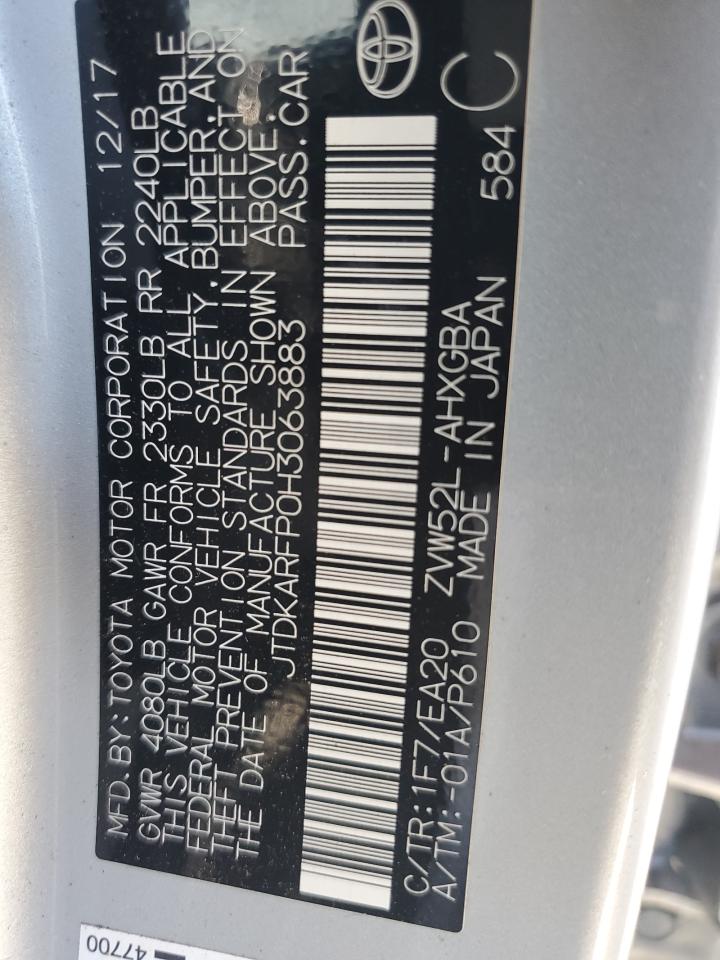 MFD.BY:TOYOTA MOTOR CORPORATION 12/17
GVWR 4080LB GAWR FR 2330LB RR 2240LB
THIS VEHICLE CONFORMS TO ALL APPLICABLE
FEDERAL MOTOR VEHICLE SAFETY,BUMPER,AND
THEFT PREVENTION STANDARDS IN EFFECT ON
THE DATE OF MANUFACTURE SHOWN ABOVE.
JTDKARFP0H3063883 PASS.CAR
C/TR:1F7/EA20 ZVW52L-AHXGBA
A/TM:-01A/P610 MADE IN JAPAN 584
C
47700